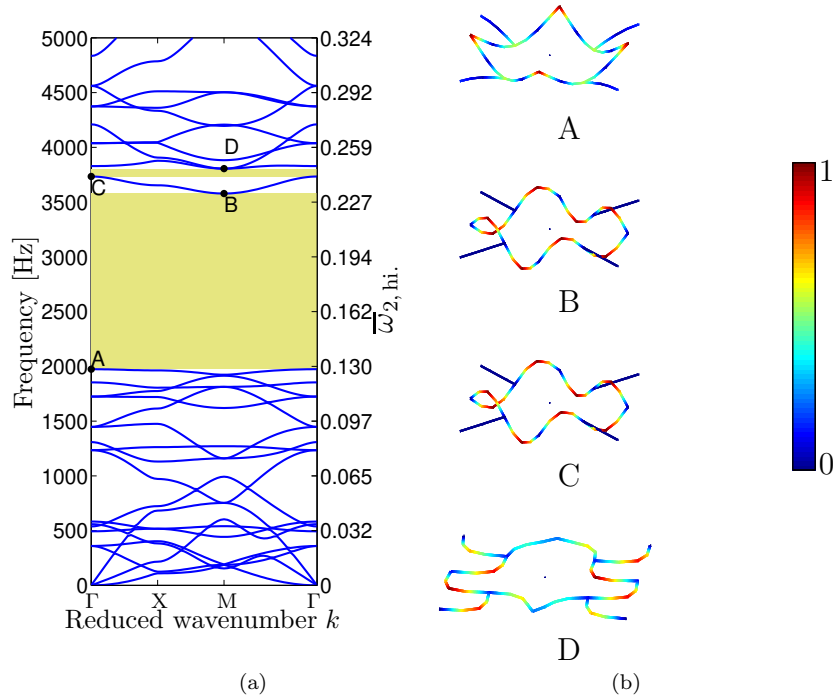 5000
4500
4000
3500
3000
2500
2000
1500
1000
500
0
Frequency [Hz]
0.324
0.292
0.259
0.227
0.194
0.162
0.130
0.097
0.065
0.032
0
ω̅2, hi.
D
C
B
A
Γ X M Γ
Reduced wavenumber k
(a)
A
B
C
D
(b)
1
0